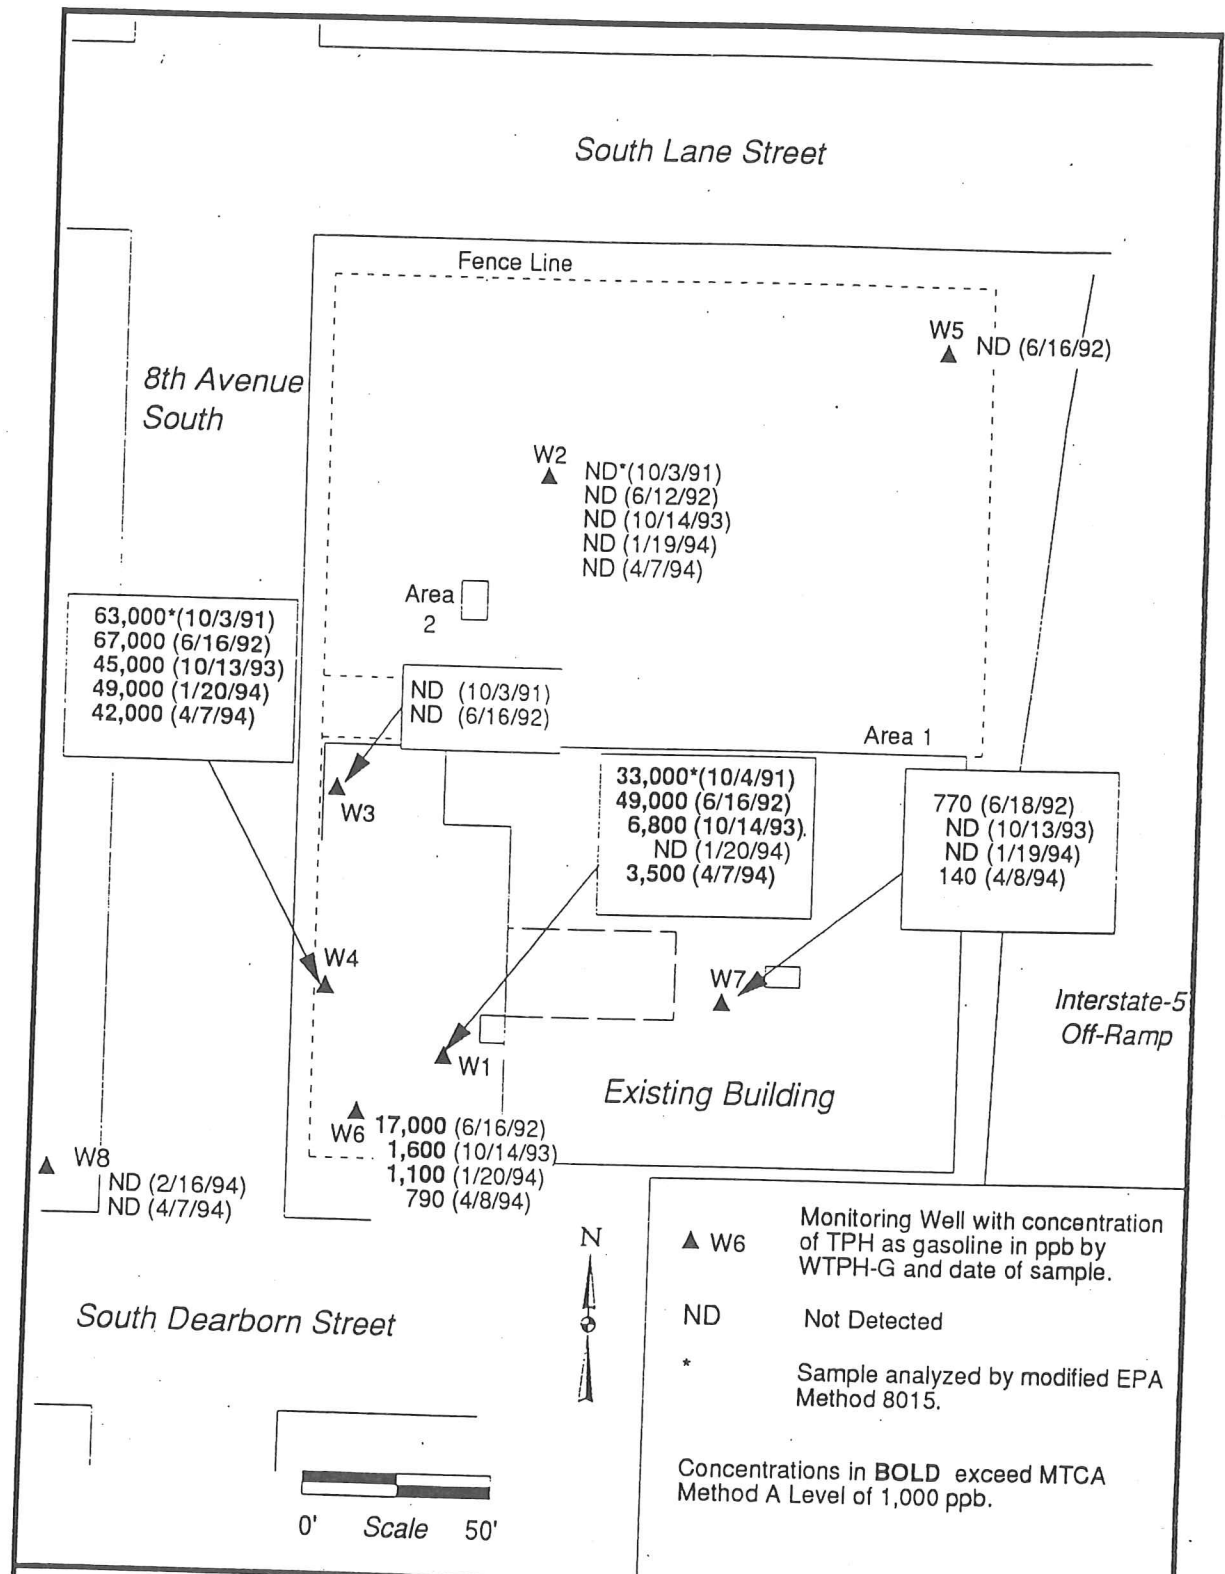 South Lane Street
Fence Line
W5
ND (6/16/92)
8th Avenue
South
W2
ND*(10/3/91)
ND (6/12/92)
ND (10/14/93)
ND (1/19/94)
ND (4/7/94)
Area
2
63,000*(10/3/91)
67,000 (6/16/92)
45,000 (10/13/93)
49,000 (1/20/94)
42,000 (4/7/94)
ND (10/3/91)
ND (6/16/92)
Area 1
W3
33,000*(10/4/91)
49,000 (6/16/92)
6,800 (10/14/93)
ND (1/20/94)
3,500 (4/7/94)
770 (6/18/92)
ND (10/13/93)
ND (1/19/94)
140 (4/8/94)
W4
W7
Interstate-5
Off-Ramp
W1
Existing Building
W6
17,000 (6/16/92)
1,600 (10/14/93)
1,100 (1/20/94)
790 (4/8/94)
W8
ND (2/16/94)
ND (4/7/94)
South Dearborn Street
N
W6
Monitoring Well with concentration
of TPH as gasoline in ppb by
WTPH-G and date of sample.
ND Not Detected
* Sample analyzed by modified EPA
Method 8015.
Concentrations in BOLD exceed MTCA
Method A Level of 1,000 ppb.
0' Scale 50'